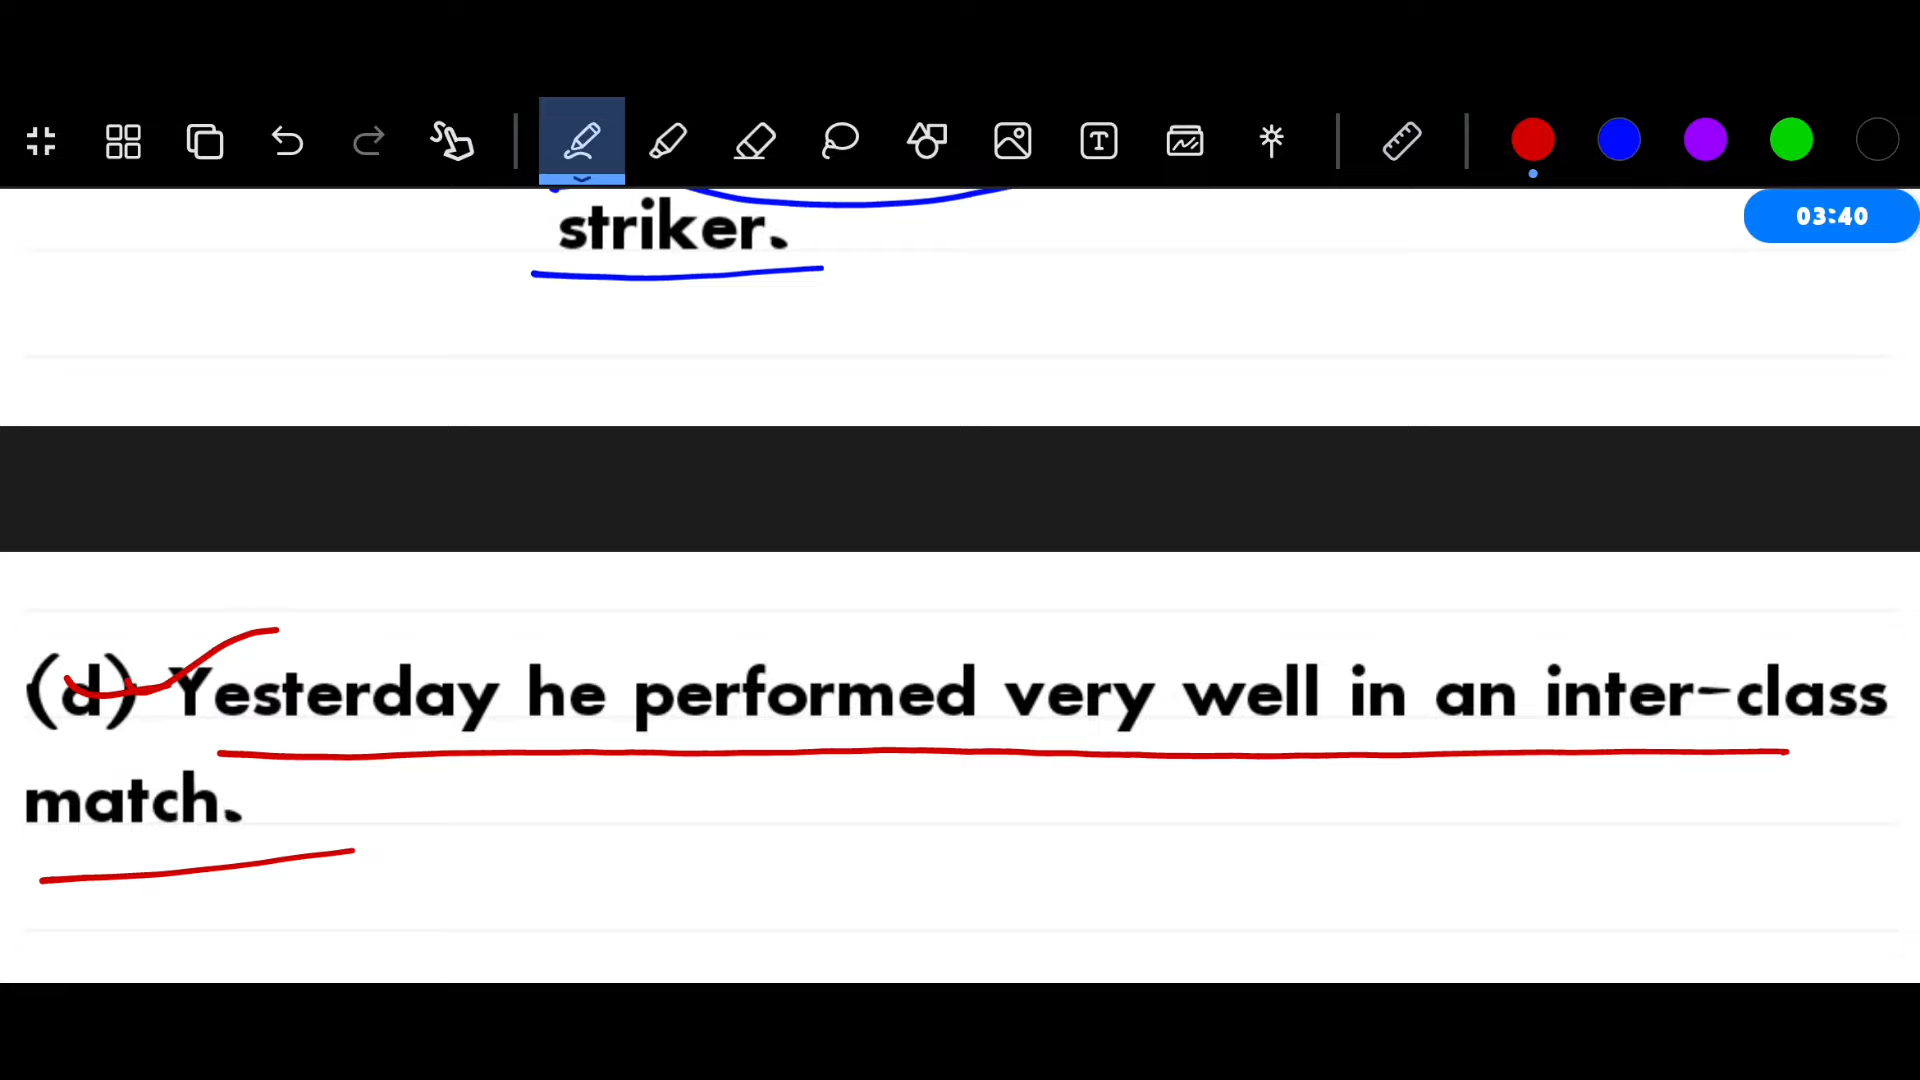 03:40
striker.
(d) Yesterday he performed very well in an inter-class
match.